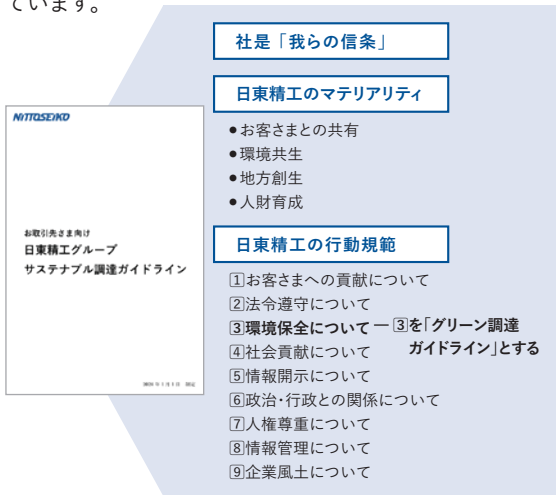 ています。
社是「我らの信条」
日東精工のマテリアリティ
●お客さまとの共有
●環境共生
●地方創生
●人財育成
NITTOSEIKO
お取引先さま向け
日東精工グループ
サステナブル調達ガイドライン
日東精工の行動規範
1お客さまへの貢献について
2法令遵守について
3環境保全について ― 3を「グリーン調達
ガイドライン」とする
4社会貢献について
5情報開示について
6政治・行政との関係について
7人権尊重について
8情報管理について
9企業風土について